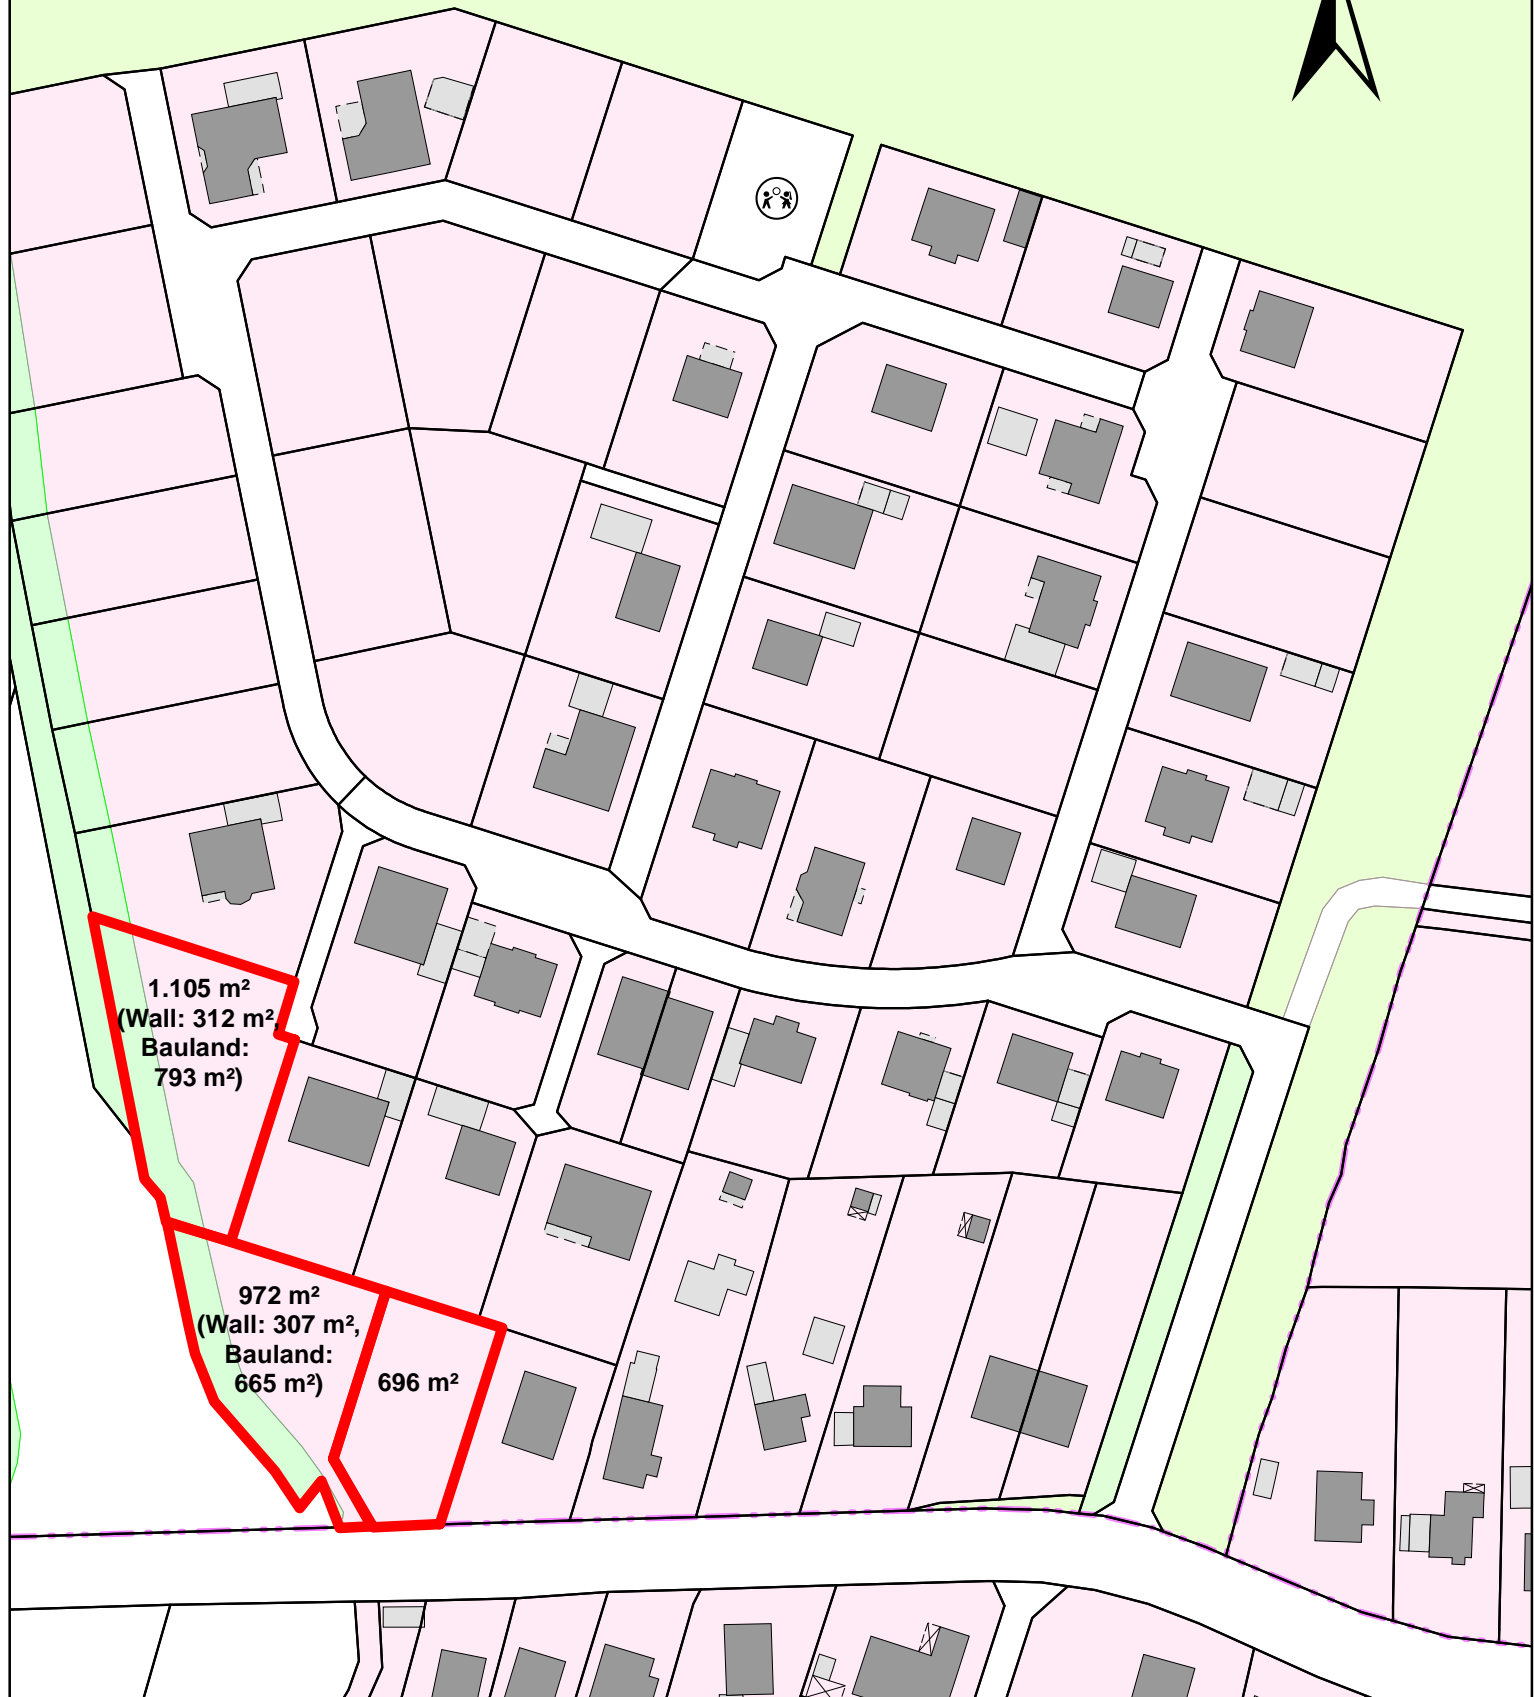 1.105 m²
(Wall: 312 m²,
Bauland:
793 m²)
972 m²
(Wall: 307 m²,
Bauland:
665 m²)
696 m²